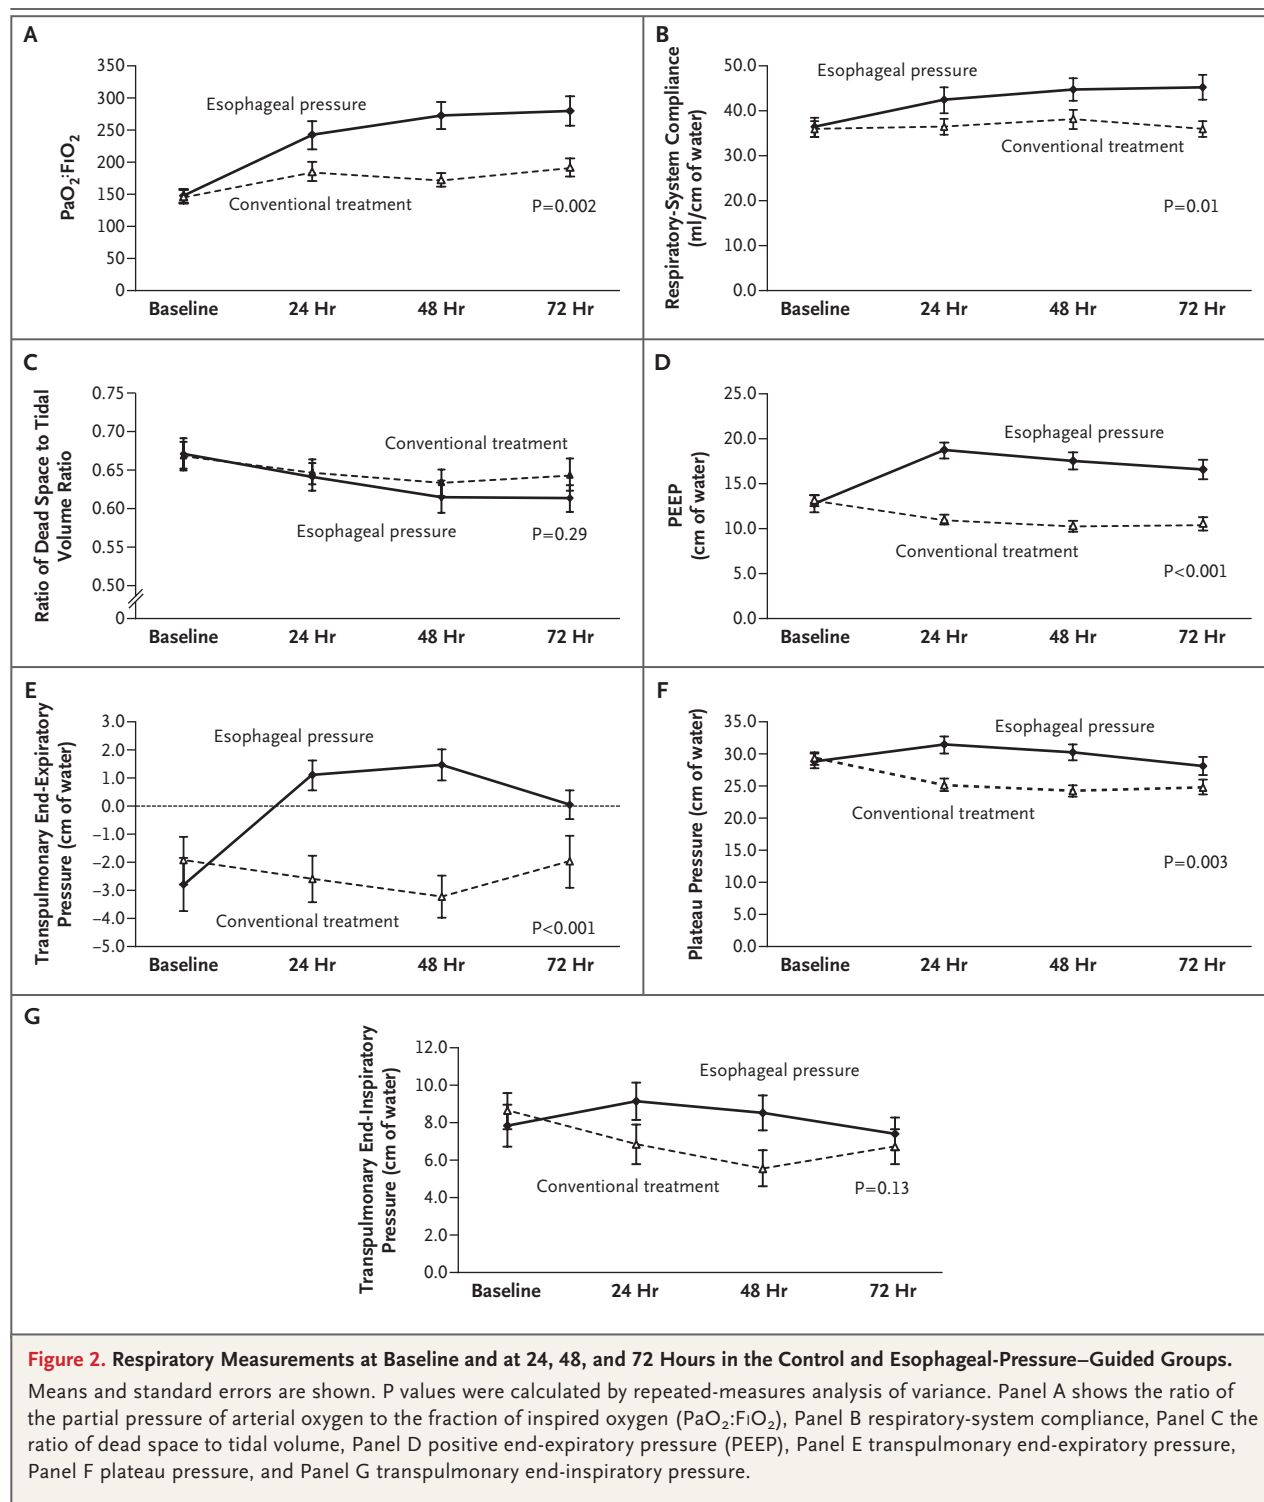 A
PaO₂:FiO₂
350
300
250
200
150
100
50
0
Esophageal pressure
Conventional treatment
P=0.002
Baseline
24 Hr
48 Hr
72 Hr
B
Respiratory-System Compliance
(ml/cm of water)
50.0
40.0
30.0
20.0
10.0
0.0
Esophageal pressure
Conventional treatment
P=0.01
Baseline
24 Hr
48 Hr
72 Hr
C
Ratio of Dead Space to Tidal
Volume Ratio
0.75
0.70
0.65
0.60
0.55
0.50
0
Conventional treatment
Esophageal pressure
P=0.29
Baseline
24 Hr
48 Hr
72 Hr
D
PEEP
(cm of water)
25.0
20.0
15.0
10.0
5.0
0.0
Esophageal pressure
Conventional treatment
P<0.001
Baseline
24 Hr
48 Hr
72 Hr
E
Transpulmonary End-Expiratory
Pressure (cm of water)
3.0
2.0
1.0
0.0
–1.0
–2.0
–3.0
–4.0
–5.0
Esophageal pressure
Conventional treatment
P<0.001
Baseline
24 Hr
48 Hr
72 Hr
F
Plateau Pressure (cm of water)
35.0
30.0
25.0
20.0
15.0
10.0
5.0
0.0
Esophageal pressure
Conventional treatment
P=0.003
Baseline
24 Hr
48 Hr
72 Hr
G
Transpulmonary End-Inspiratory
Pressure (cm of water)
12.0
10.0
8.0
6.0
4.0
2.0
0.0
Esophageal pressure
Conventional treatment
P=0.13
Baseline
24 Hr
48 Hr
72 Hr
Figure 2. Respiratory Measurements at Baseline and at 24, 48, and 72 Hours in the Control and Esophageal-Pressure–Guided Groups.
Means and standard errors are shown. P values were calculated by repeated-measures analysis of variance. Panel A shows the ratio of
the partial pressure of arterial oxygen to the fraction of inspired oxygen (PaO₂:FiO₂), Panel B respiratory-system compliance, Panel C the
ratio of dead space to tidal volume, Panel D positive end-expiratory pressure (PEEP), Panel E transpulmonary end-expiratory pressure,
Panel F plateau pressure, and Panel G transpulmonary end-inspiratory pressure.